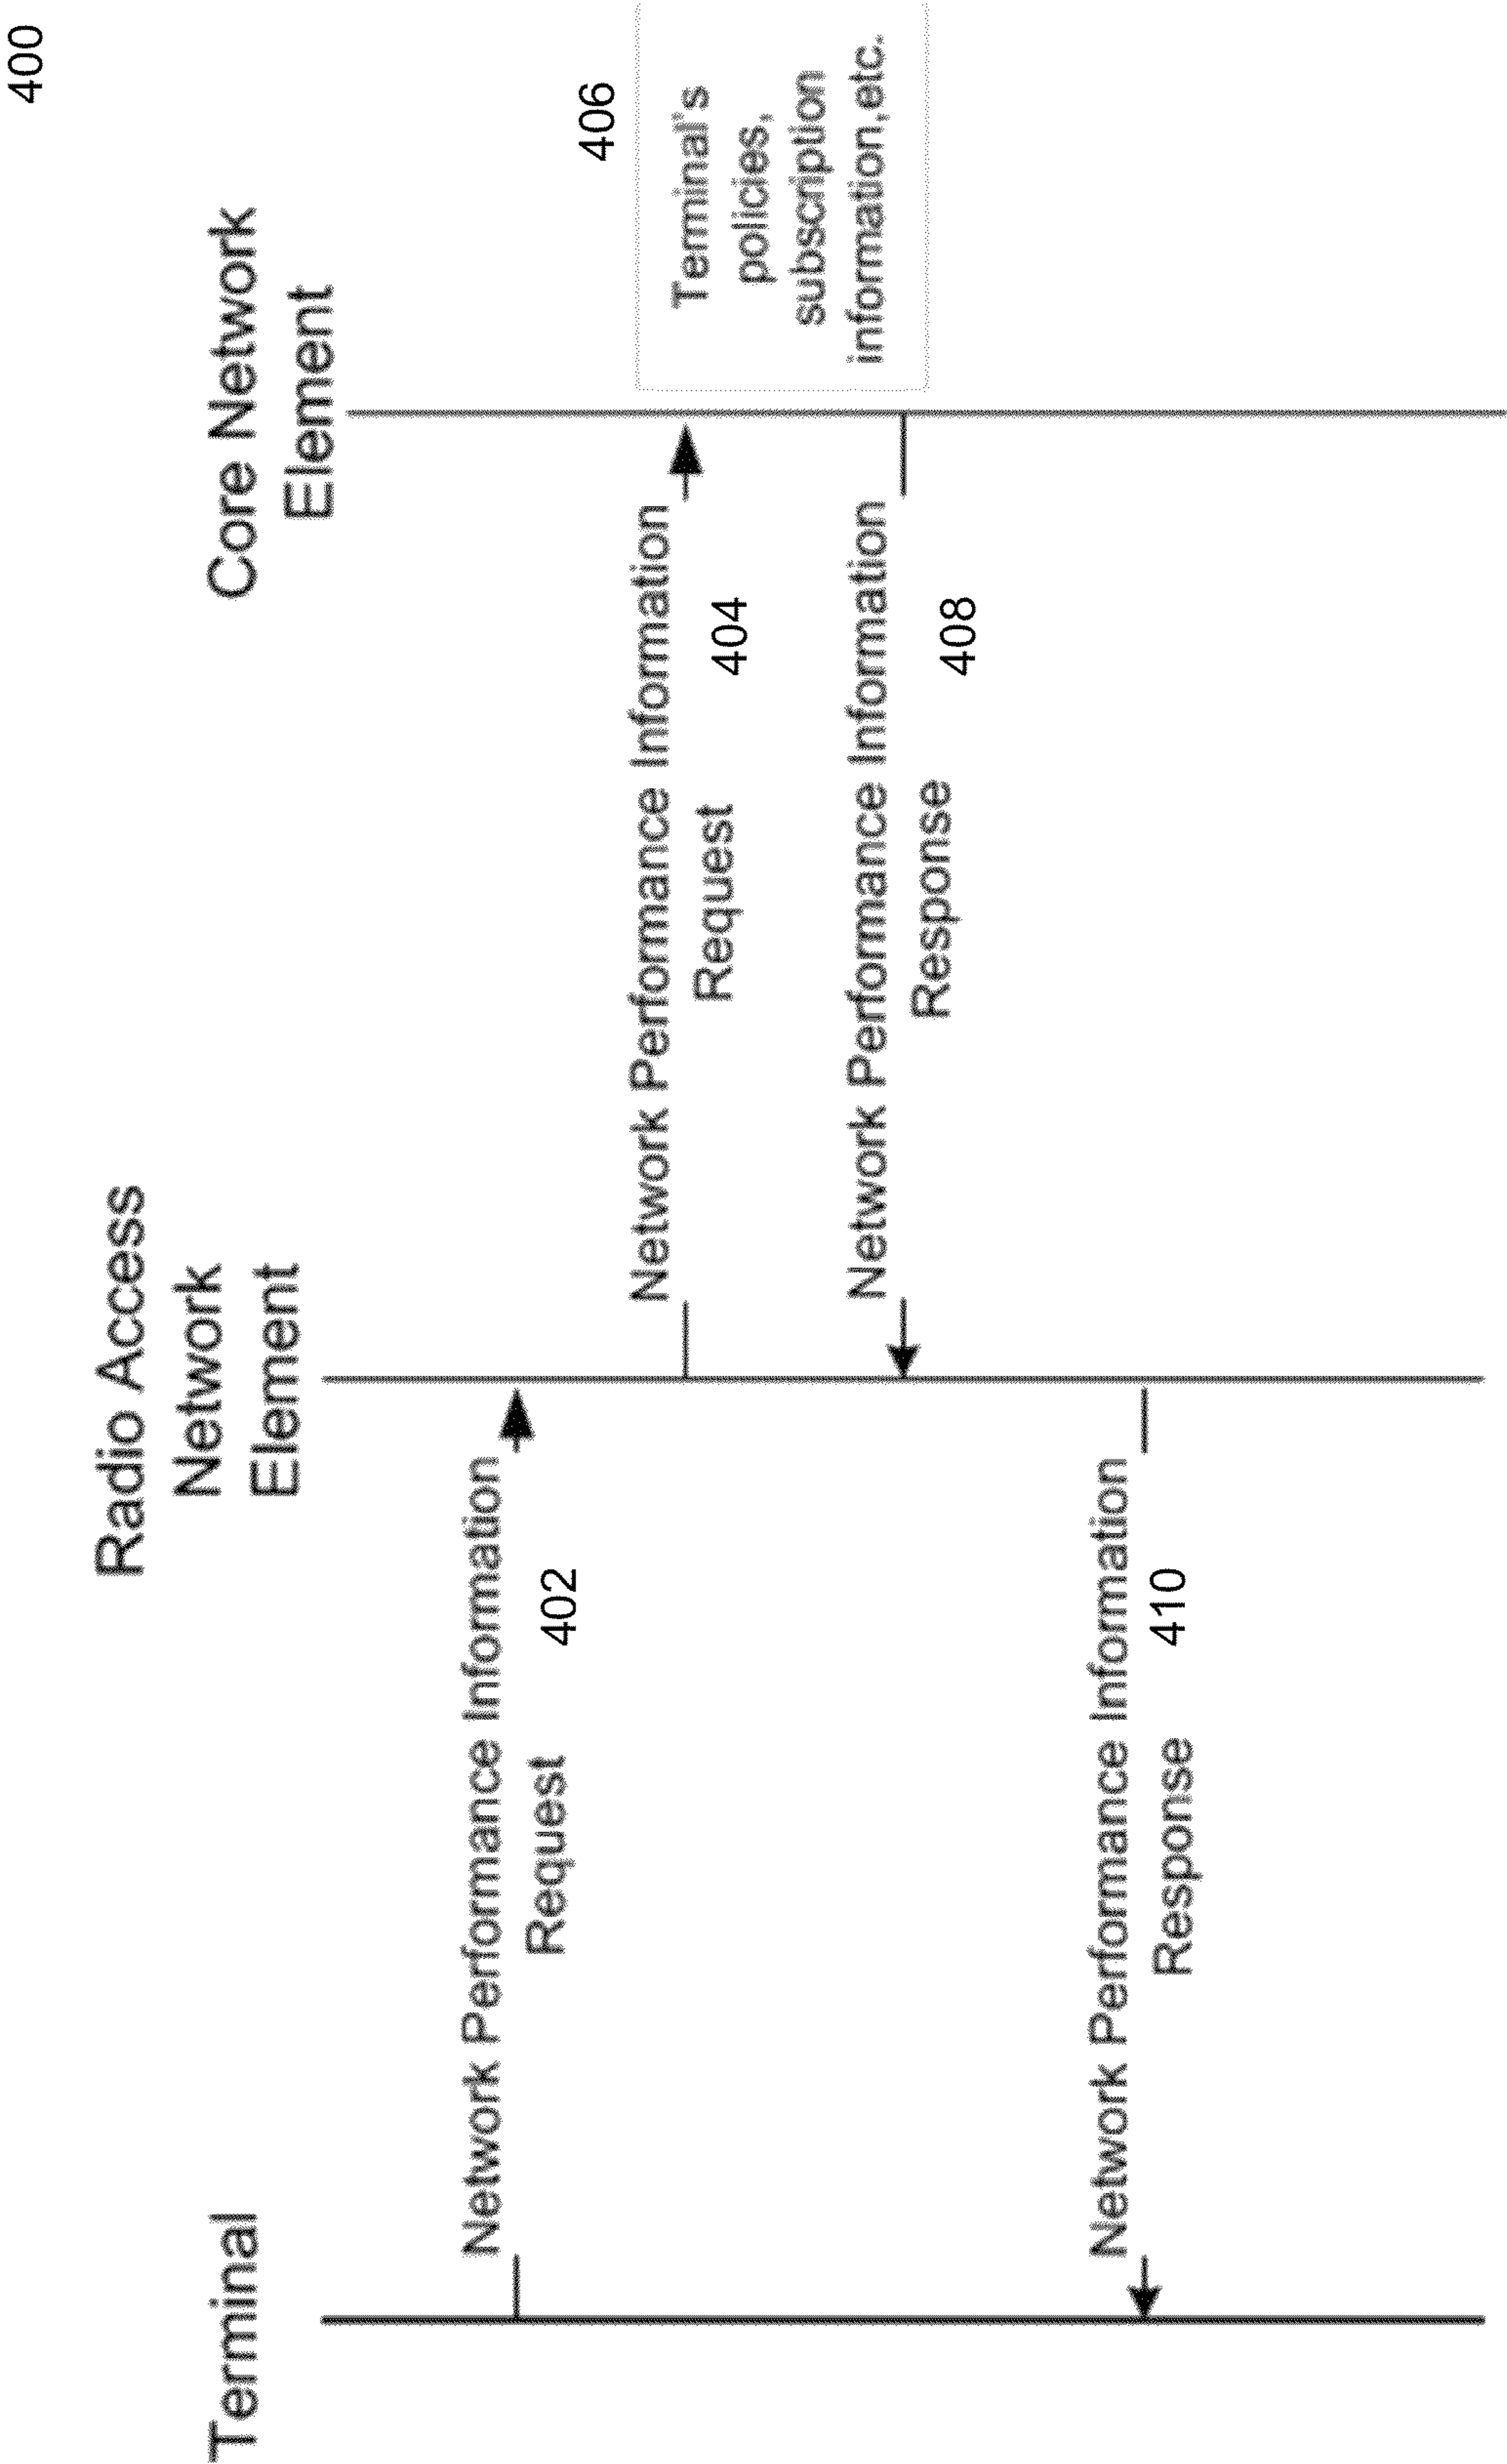 400
Terminal
Radio Access
Network
Element
Core Network
Element
Network Performance Information
402
Request
Network Performance Information
404
Request
406
Terminal's
policies,
subscription
information,etc.
Network Performance Information
408
Response
Network Performance Information
410
Response